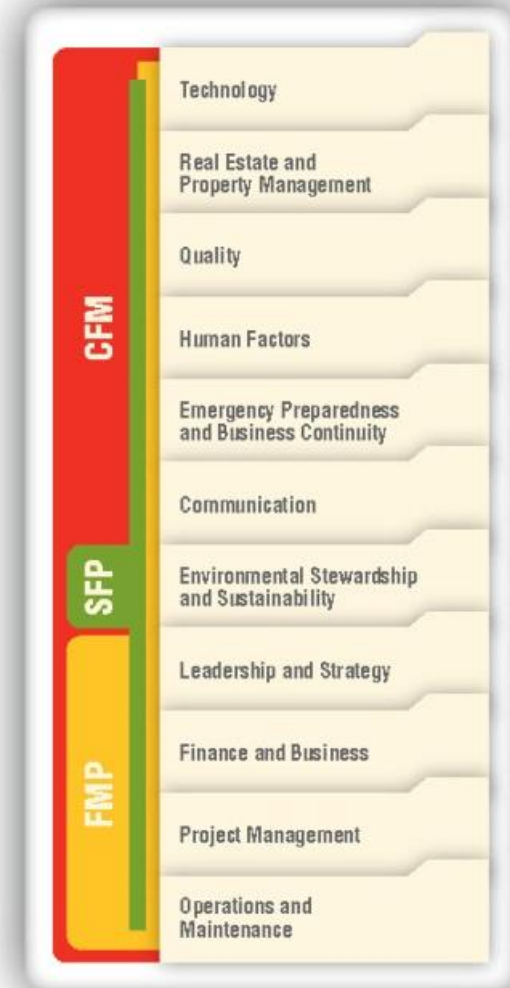 Technology
Real Estate and
Property Management
Quality
Human Factors
Emergency Preparedness
and Business Continuity
Communication
Environmental Stewardship
and Sustainability
Leadership and Strategy
Finance and Business
Project Management
Operations and
Maintenance
CFM
SFP
FMP